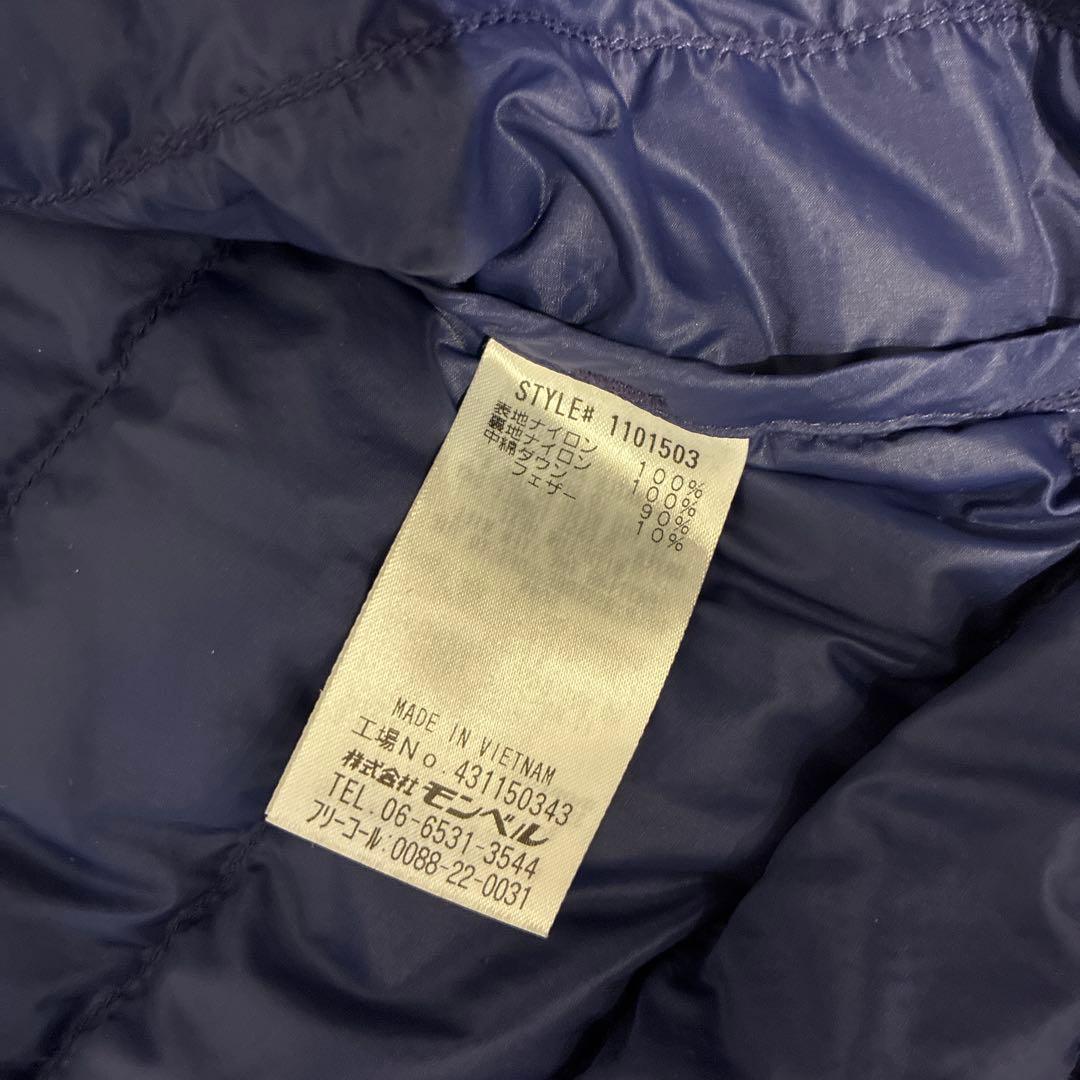 STYLE# 1101503
表地ナイロン 100%
裏地ナイロン 100%
中綿ダウン 90%
フェザー 10%
MADE IN VIETNAM
工場No.431150343
株式会社モンベル
TEL.06-6531-3544
フリーコール:0088-22-0031